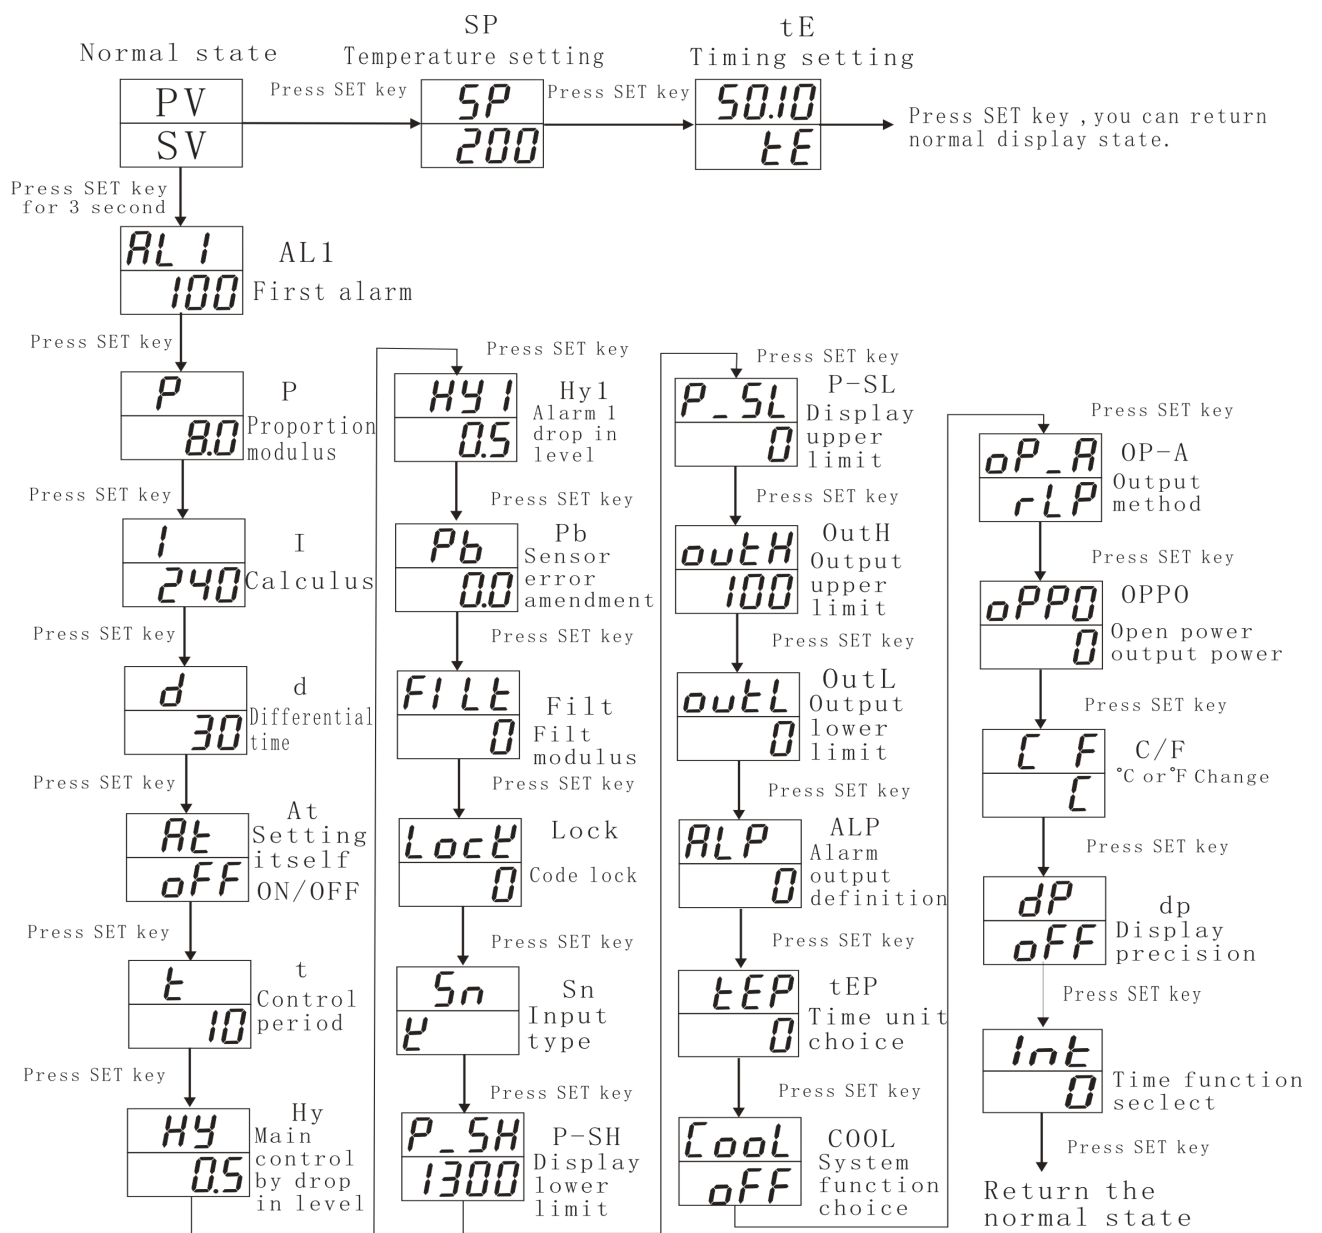 Normal state
PV
SV
Press SET key
SP
Temperature setting
SP
200
Press SET key
tE
Timing setting
50.10
tE
Press SET key ,you can return
normal display state.
Press SET key
for 3 second
AL1
100
AL1
First alarm
Press SET key
P
8.0
P
Proportion
modulus
Press SET key
I
240
I
Calculus
Press SET key
d
30
d
Differential
time
Press SET key
At
oFF
At
Setting
itself
ON/OFF
Press SET key
t
10
t
Control
period
Press SET key
HY
0.5
Hy
Main
control
by drop
in level
Press SET key
HY1
0.5
Hy1
Alarm 1
drop in
level
Press SET key
Pb
0.0
Pb
Sensor
error
amendment
Press SET key
FILt
0
Filt
Filt
modulus
Press SET key
LocK
0
Lock
Code lock
Press SET key
Sn
K
Sn
Input
type
Press SET key
P_SH
1300
P-SH
Display
lower
limit
Press SET key
P_SL
0
P-SL
Display
upper
limit
Press SET key
outH
100
OutH
Output
upper
limit
Press SET key
outL
0
OutL
Output
lower
limit
Press SET key
ALP
0
ALP
Alarm
output
definition
Press SET key
tEP
0
tEP
Time unit
choice
Press SET key
CooL
oFF
COOL
System
function
choice
Press SET key
oP_A
rLP
OP-A
Output
method
Press SET key
oPPO
0
OPPO
Open power
output power
Press SET key
C F
C
C/F
°C or°F Change
Press SET key
dP
oFF
dp
Display
precision
Press SET key
Int
0
Time function
seclect
Press SET key
Return the
normal state